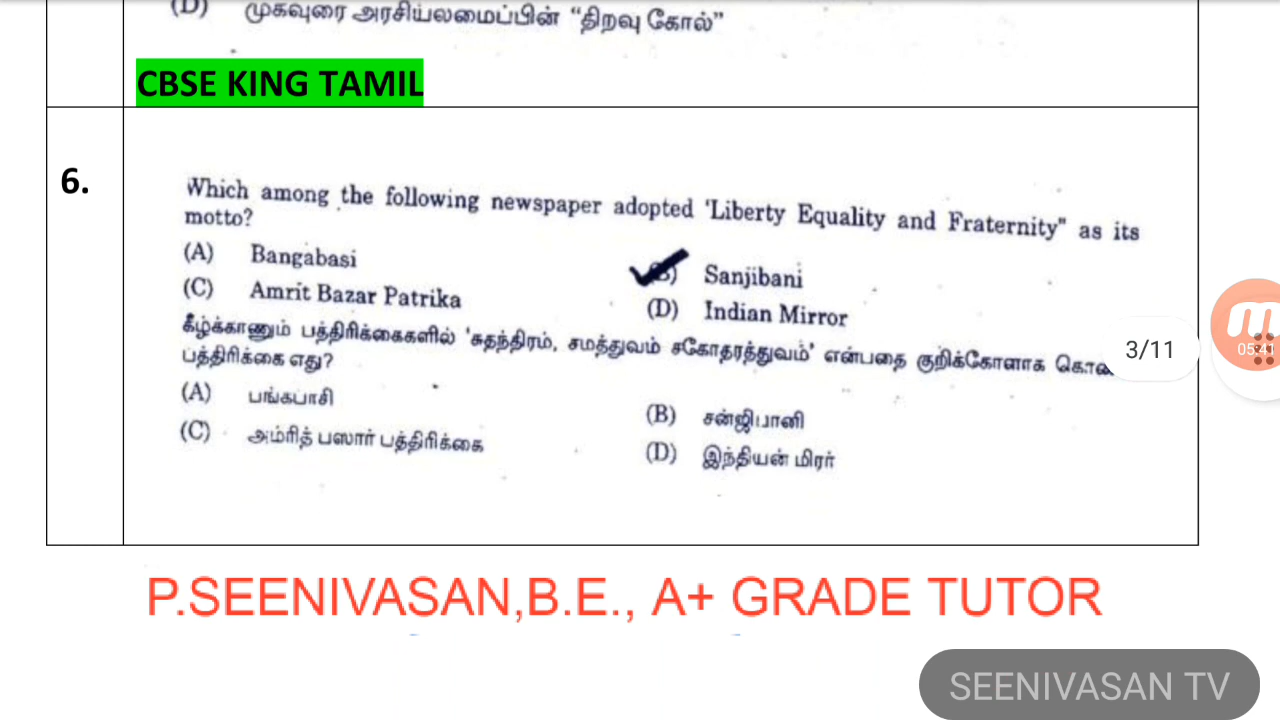 (D) முகவுரை அரசியலமைப்பின் “திறவு கோல்”
CBSE KING TAMIL
6.
Which among the following newspaper adopted 'Liberty Equality and Fraternity" as its
motto?
(A) Bangabasi
(B) Sanjibani
(C) Amrit Bazar Patrika
(D) Indian Mirror
கீழ்க்காணும் பத்திரிக்கைகளில் 'சுதந்திரம், சமத்துவம் சகோதரத்துவம்' என்பதை குறிக்கோளாக
பத்திரிக்கை எது?
(A) பங்கபாசி
(B) சன்ஜிபானி
(C) அம்ரித் பஸார் பத்திரிக்கை
(D) இந்தியன் மிரர்
3/11
05:41
P.SEENIVASAN,B.E., A+ GRADE TUTOR
SEENIVASAN TV